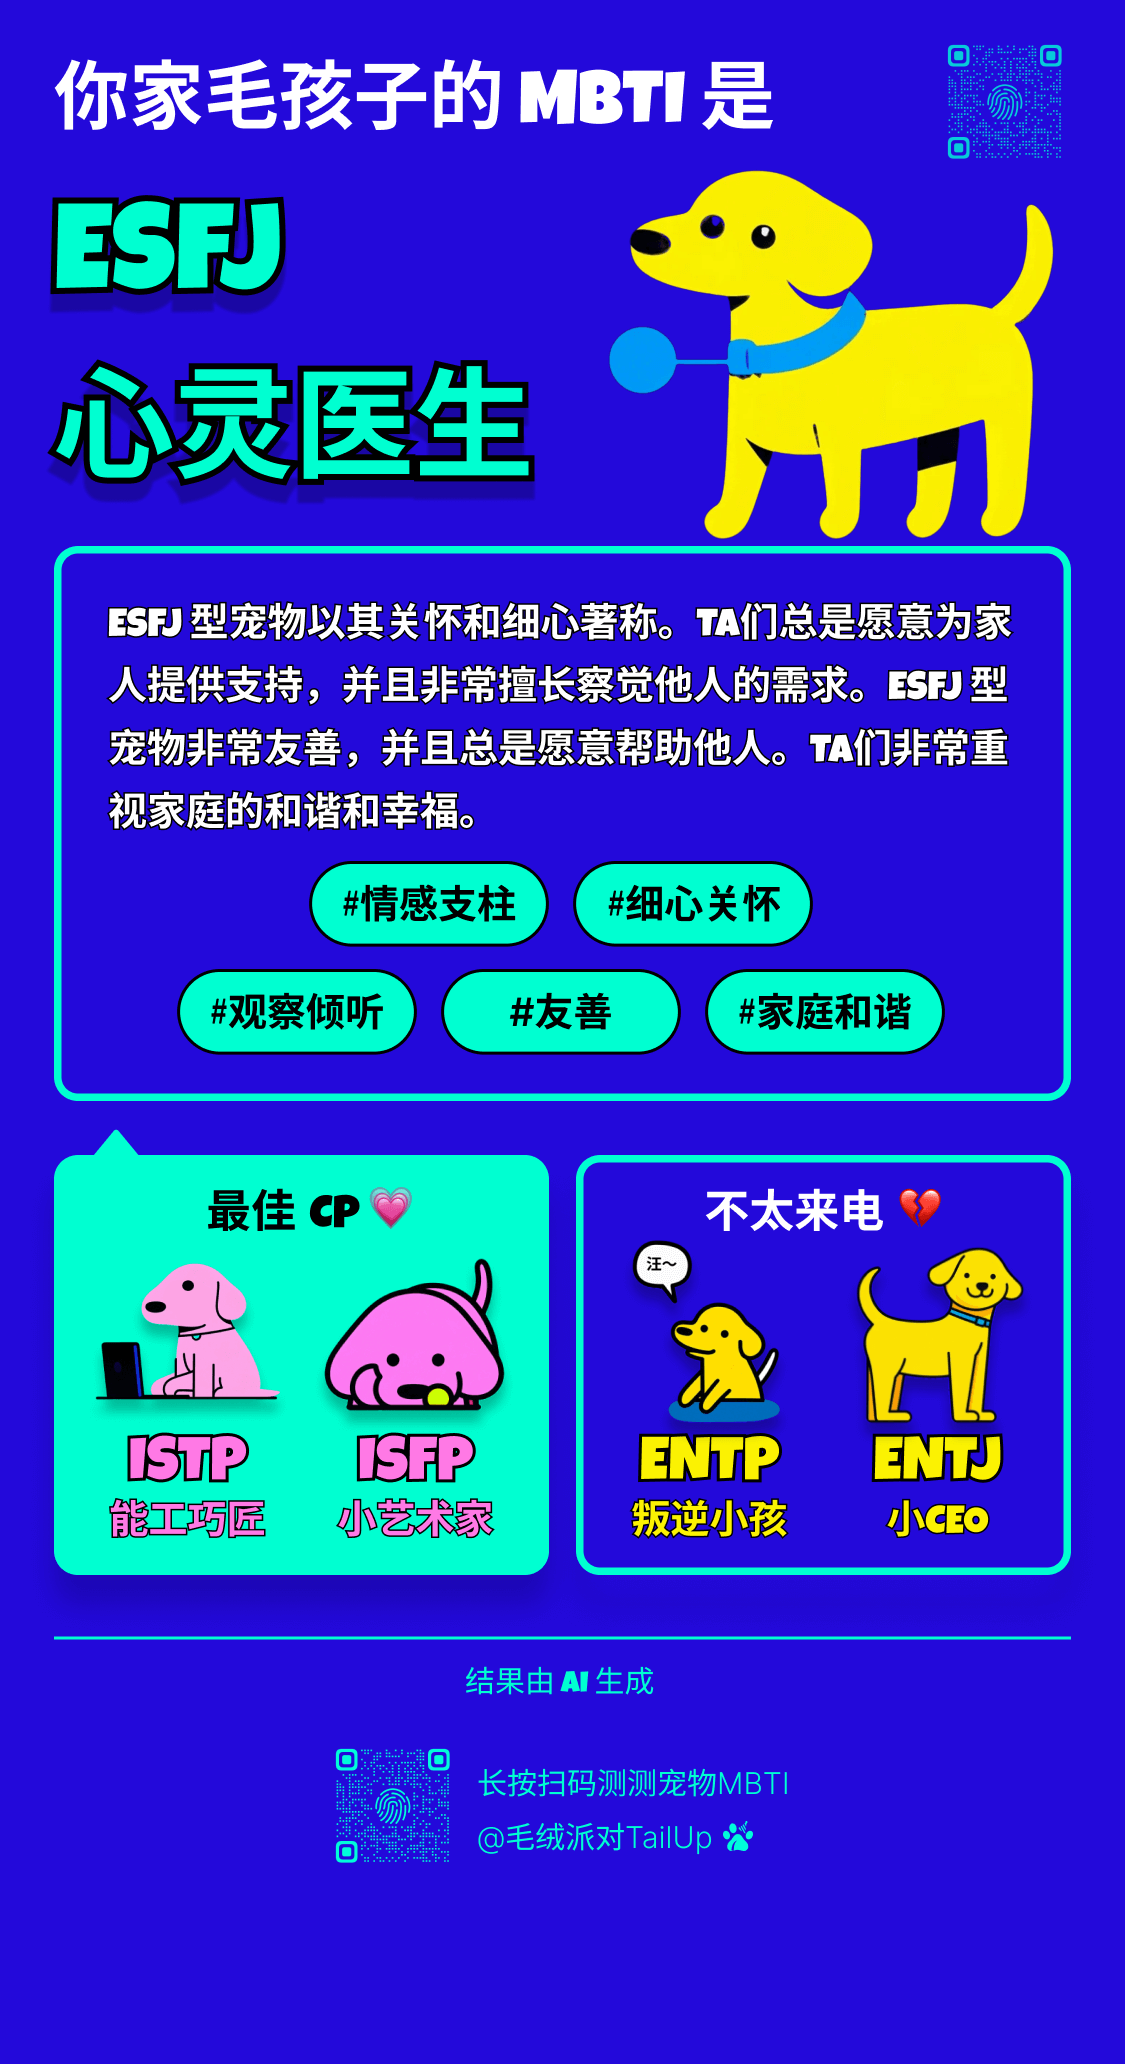 你家毛孩子的 MBTI 是
ESFJ
心灵医生
ESFJ 型宠物以其关怀和细心著称。TA们总是愿意为家
人提供支持，并且非常擅长察觉他人的需求。ESFJ 型
宠物非常友善，并且总是愿意帮助他人。TA们非常重
视家庭的和谐和幸福。
#情感支柱
#细心关怀
#观察倾听
#友善
#家庭和谐
最佳 CP💗
不太来电 💔
汪～
ISTP
能工巧匠
ISFP
小艺术家
ENTP
叛逆小孩
ENTJ
小CEO
结果由 AI 生成
长按扫码测测宠物MBTI
@毛绒派对TailUp